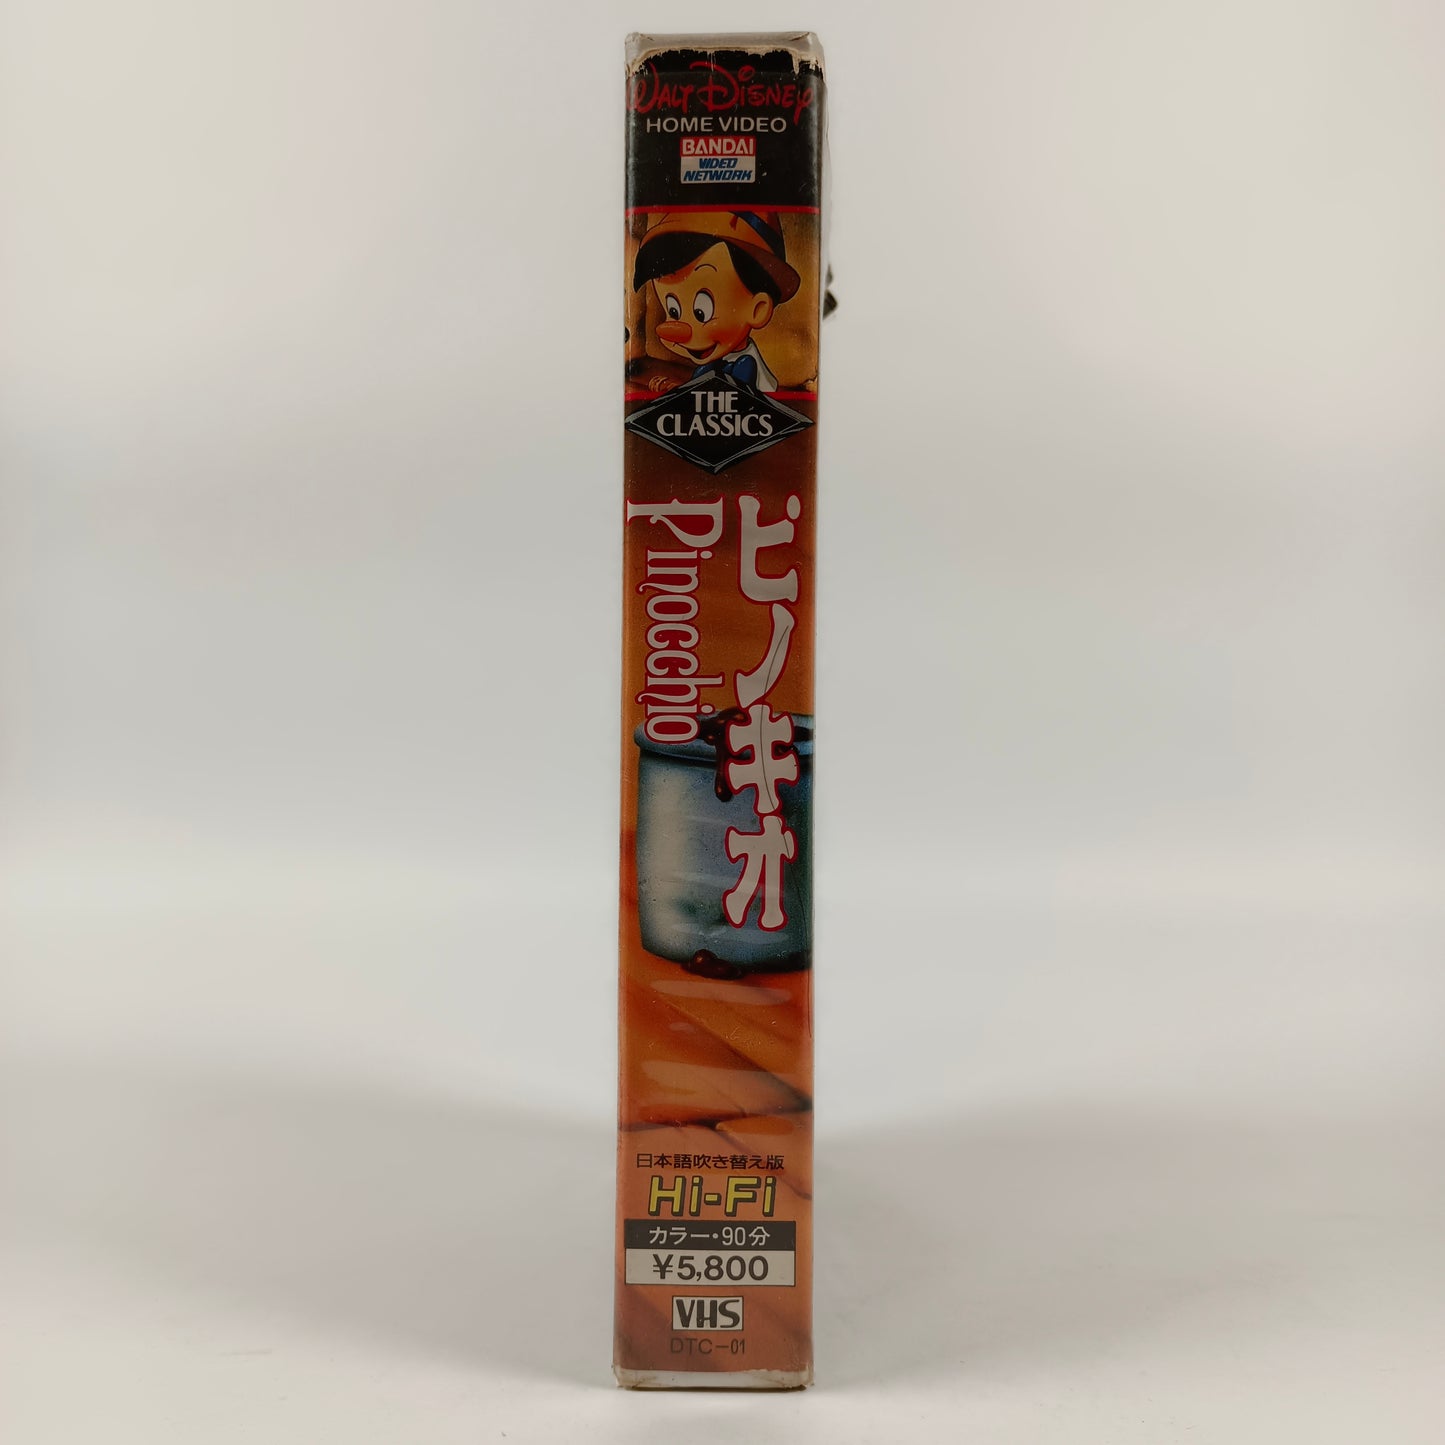 WALT DISNEY
HOME VIDEO
BANDAI
VIDEO
NETWORK
THE
CLASSICS
ピノキオ
Pinocchio
日本語吹き替え版
Hi-Fi
カラー・90分
¥5,800
VHS
DTC-01